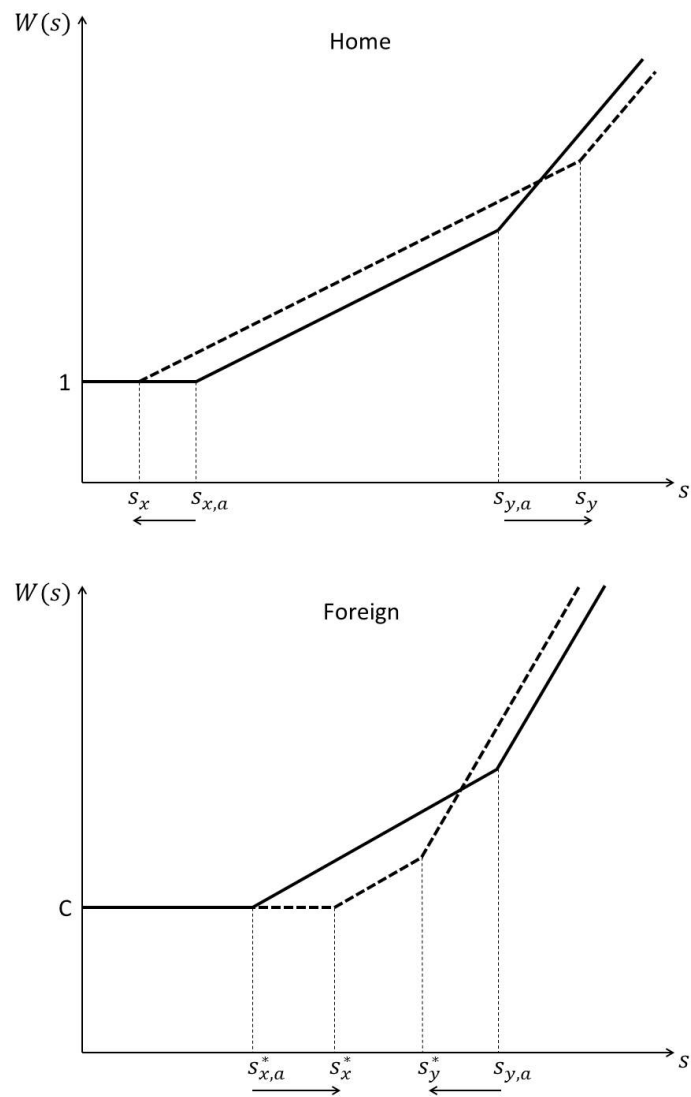 W(s)
Home
1
s
s_x
s_{x,a}
s_{y,a}
s_y
W(s)
Foreign
C
s
s^*_{x,a}
s^*_x
s^*_y
s_{y,a}